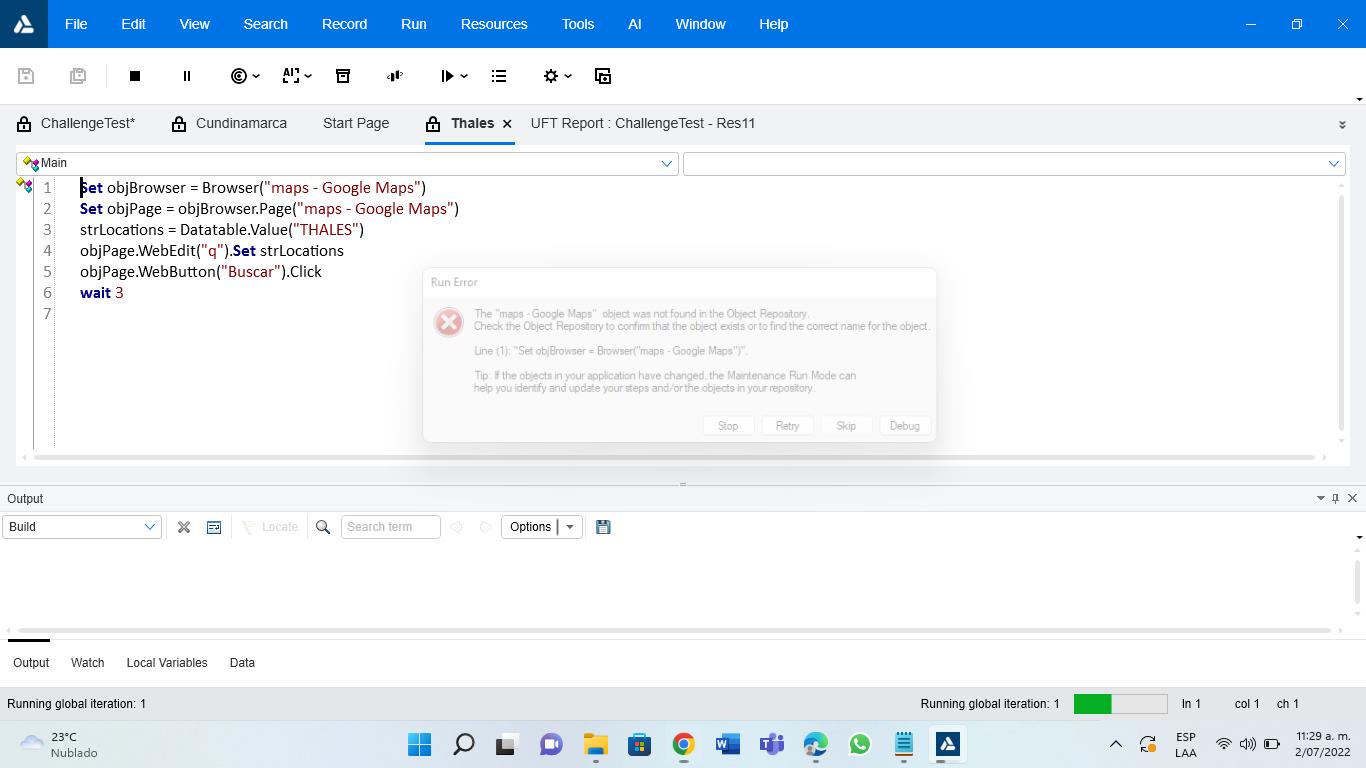 File Edit View Search Record Run Resources Tools AI Window Help
AI
ChallengeTest* Cundinamarca Start Page Thales UFT Report : ChallengeTest - Res11
Main
1 Set objBrowser = Browser("maps - Google Maps")
2 Set objPage = objBrowser.Page("maps - Google Maps")
3 strLocations = Datatable.Value("THALES")
4 objPage.WebEdit("q").Set strLocations
5 objPage.WebButton("Buscar").Click
6 wait 3
7
Run Error
The "maps - Google Maps" object was not found in the Object Repository.
Check the Object Repository to confirm that the object exists or to find the correct name for the object.
Line (1): "Set objBrowser = Browser("maps - Google Maps")".
Tip: If the objects in your application have changed, the Maintenance Run Mode can
help you identify and update your steps and/or the objects in your repository.
Stop Retry Skip Debug
Output
Build Locate Search term Options
Output Watch Local Variables Data
Running global iteration: 1 Running global iteration: 1 ln 1 col 1 ch 1
23°C
Nublado
ESP
LAA
11:29 a. m.
2/07/2022